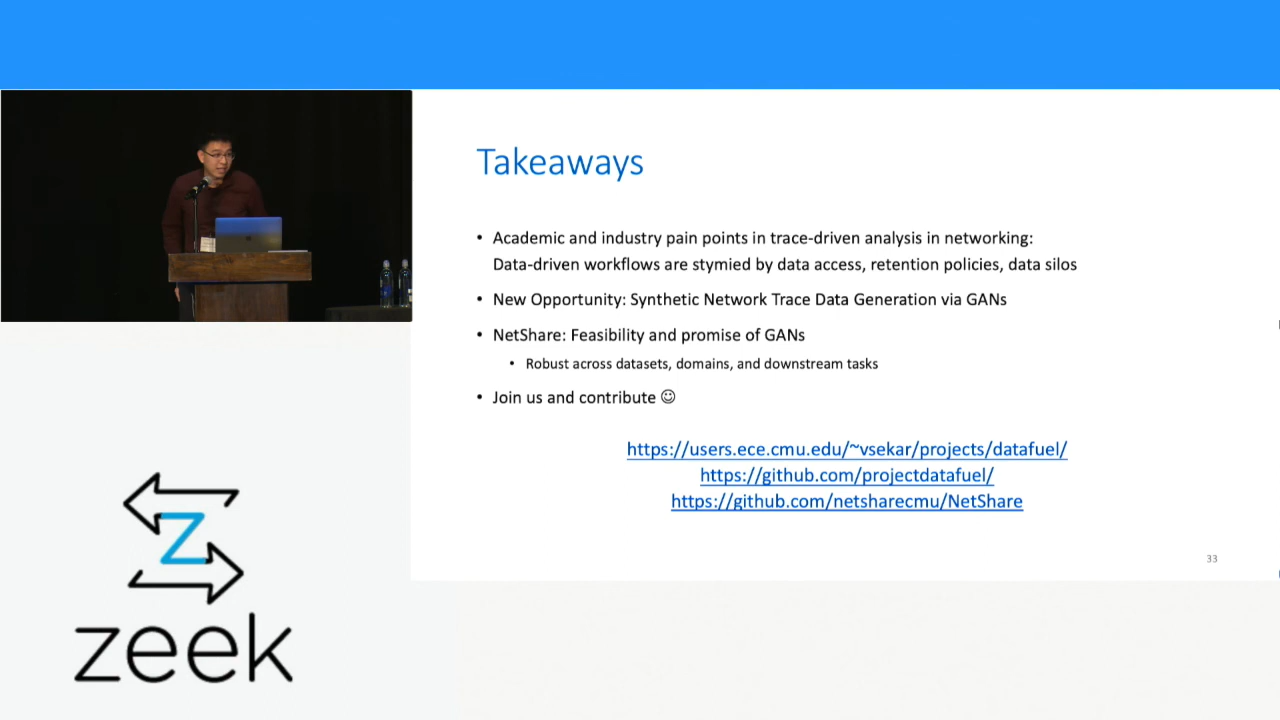 Takeaways
• Academic and industry pain points in trace-driven analysis in networking:
Data-driven workflows are stymied by data access, retention policies, data silos
• New Opportunity: Synthetic Network Trace Data Generation via GANs
• NetShare: Feasibility and promise of GANs
• Robust across datasets, domains, and downstream tasks
• Join us and contribute ☺
https://users.ece.cmu.edu/~vsekar/projects/datafuel/
https://github.com/projectdatafuel/
https://github.com/netsharecmu/NetShare
33
Z
zeek